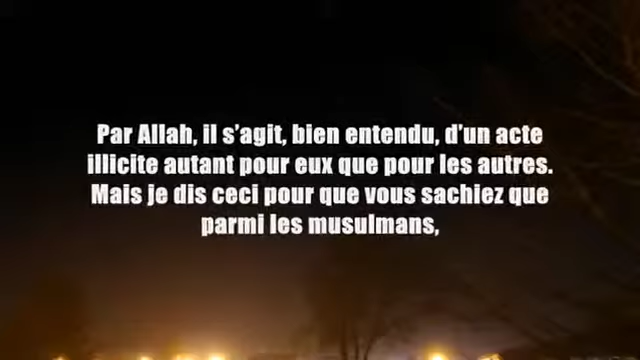 Par Allah, il s'agit, bien entendu, d'un acte
illicite autant pour eux que pour les autres.
Mais je dis ceci pour que vous sachiez que
parmi les musulmans,